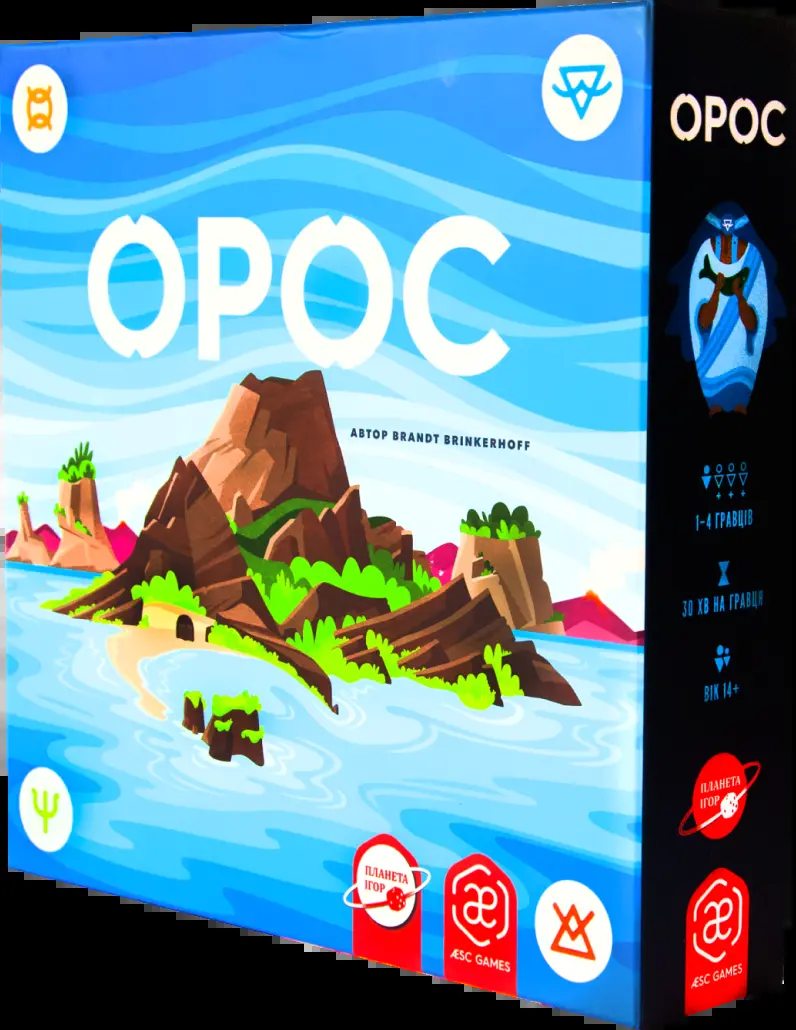 ОРОС
АВТОР BRANDT BRINKERHOFF
ПЛАНЕТА
ІГОР
æ
ÆSC GAMES
ОРОС
1-4 ГРАВЦІВ
30 ХВ НА ГРАВЦЯ
ВІК 14+
ПЛАНЕТА
ІГОР
æ
ÆSC GAMES